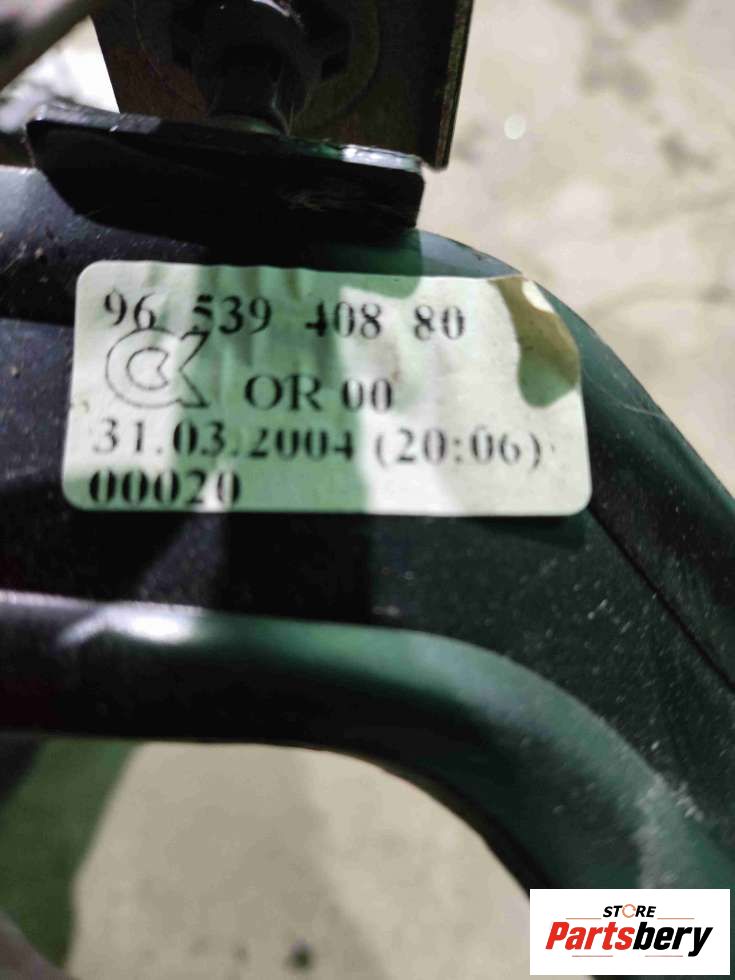 96 539 408 80
OR 00
31.03.2004 (20:06)
00020
STORE
Partsbery